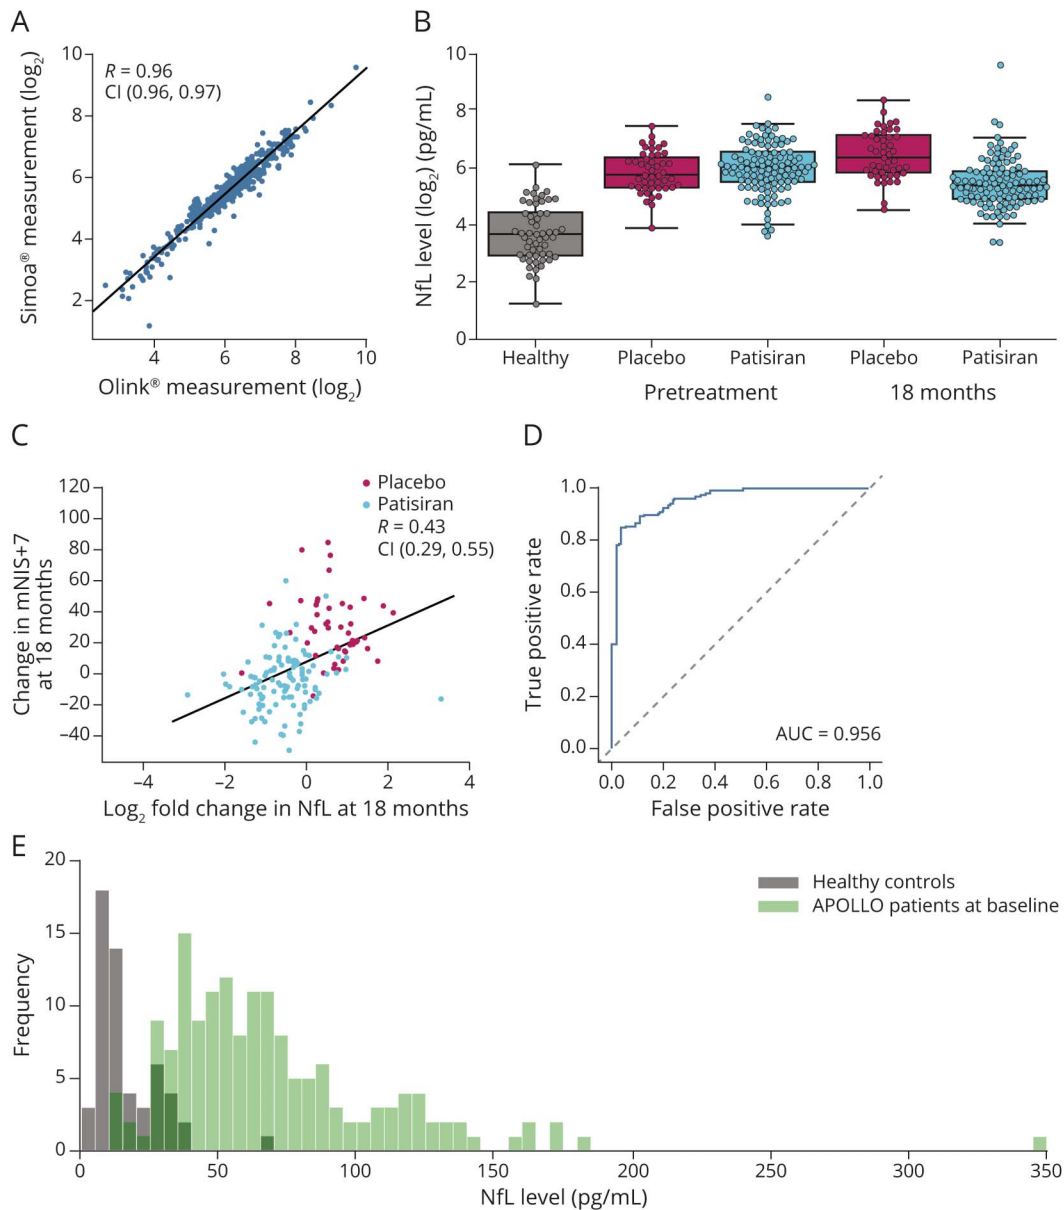 A
Simoa® measurement (log₂)
10
8
6
4
2
R = 0.96
CI (0.96, 0.97)
4
6
8
10
Olink® measurement (log₂)
B
NfL level (log₂) (pg/mL)
10
8
6
4
2
0
Healthy
Placebo
Patisiran
Placebo
Patisiran
Pretreatment
18 months
C
Change in mNIS+7
at 18 months
120
100
80
60
40
20
0
−20
−40
Placebo
Patisiran
R = 0.43
CI (0.29, 0.55)
−4
−2
0
2
4
Log₂ fold change in NfL at 18 months
D
True positive rate
1.0
0.8
0.6
0.4
0.2
0.0
AUC = 0.956
0.0
0.2
0.4
0.6
0.8
1.0
False positive rate
E
Frequency
20
15
10
5
0
Healthy controls
APOLLO patients at baseline
0
50
100
150
200
250
300
350
NfL level (pg/mL)